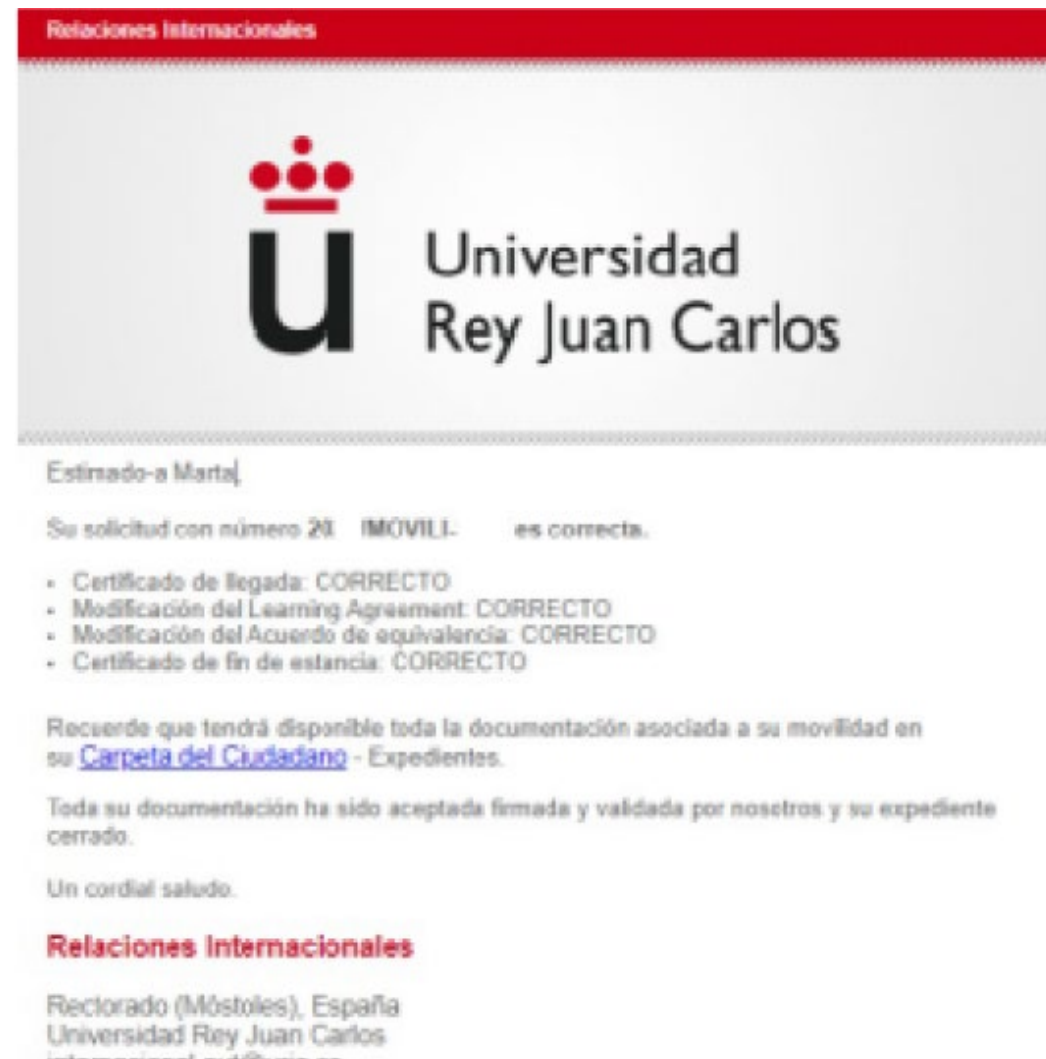 Relaciones Internacionales
Universidad
Rey Juan Carlos
Estimado-a Marta
Su solicitud con número 20 IMOVILI- es correcta.
- Certificado de llegada: CORRECTO
- Modificación del Learning Agreement: CORRECTO
- Modificación del Acuerdo de equivalencia: CORRECTO
- Certificado de fin de estancia: CORRECTO
Recuerde que tendrá disponible toda la documentación asociada a su movilidad en
su Carpeta del Ciudadano - Expedientes.
Toda su documentación ha sido aceptada firmada y validada por nosotros y su expediente
cerrado.
Un cordial saludo.
Relaciones Internacionales
Rectorado (Móstoles), España
Universidad Rey Juan Carlos